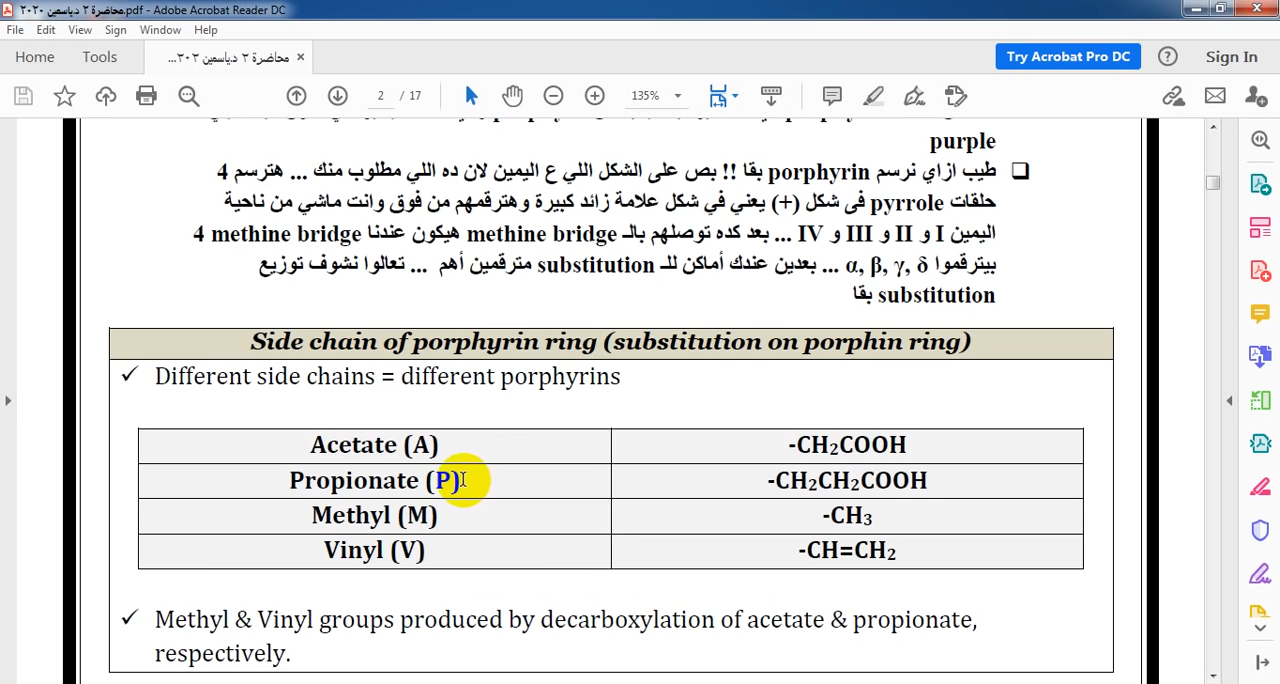 محاضرة ٢ د.ياسمين ٢٠٢٠.pdf - Adobe Acrobat Reader DC
File Edit View Sign Window Help
Home Tools محاضرة ٢ د.ياسمين ٢٠٢... × Try Acrobat Pro DC Sign In
2 / 17 135%
purple
طيب ازاي نرسم porphyrin بقا !! بص على الشكل اللي ع اليمين لان ده اللي مطلوب منك ... هترسم 4
حلقات pyrrole فى شكل (+) يعني في شكل علامة زائد كبيرة وهترقمهم من فوق وانت ماشي من ناحية
اليمين I و II و III و IV ... بعد كده توصلهم بالـ methine bridge هيكون عندنا 4 methine bridge
بيترقموا α, β, γ, δ ... بعدين عندك أماكن للـ substitution مترقمين أهم ... تعالوا نشوف توزيع
substitution بقا
Side chain of porphyrin ring (substitution on porphin ring)
✓ Different side chains = different porphyrins
Acetate (A) -CH₂COOH
Propionate (P) -CH₂CH₂COOH
Methyl (M) -CH₃
Vinyl (V) -CH=CH₂
✓ Methyl & Vinyl groups produced by decarboxylation of acetate & propionate,
respectively.